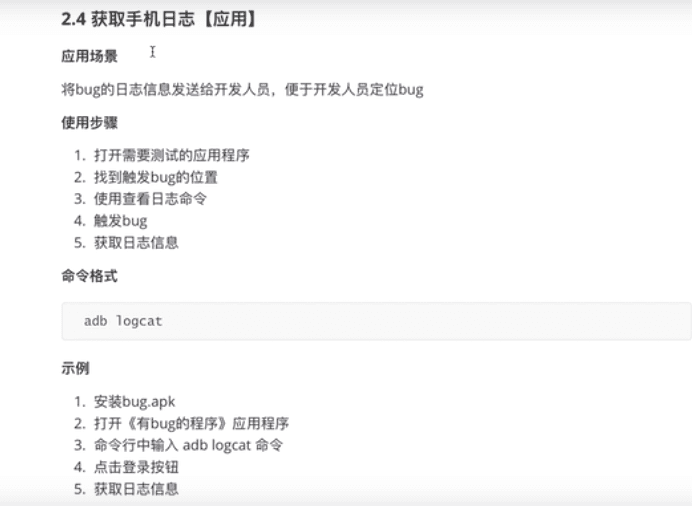 2.4 获取手机日志【应用】
应用场景
将bug的日志信息发送给开发人员，便于开发人员定位bug
使用步骤
1. 打开需要测试的应用程序
2. 找到触发bug的位置
3. 使用查看日志命令
4. 触发bug
5. 获取日志信息
命令格式
adb logcat
示例
1. 安装bug.apk
2. 打开《有bug的程序》应用程序
3. 命令行中输入 adb logcat 命令
4. 点击登录按钮
5. 获取日志信息